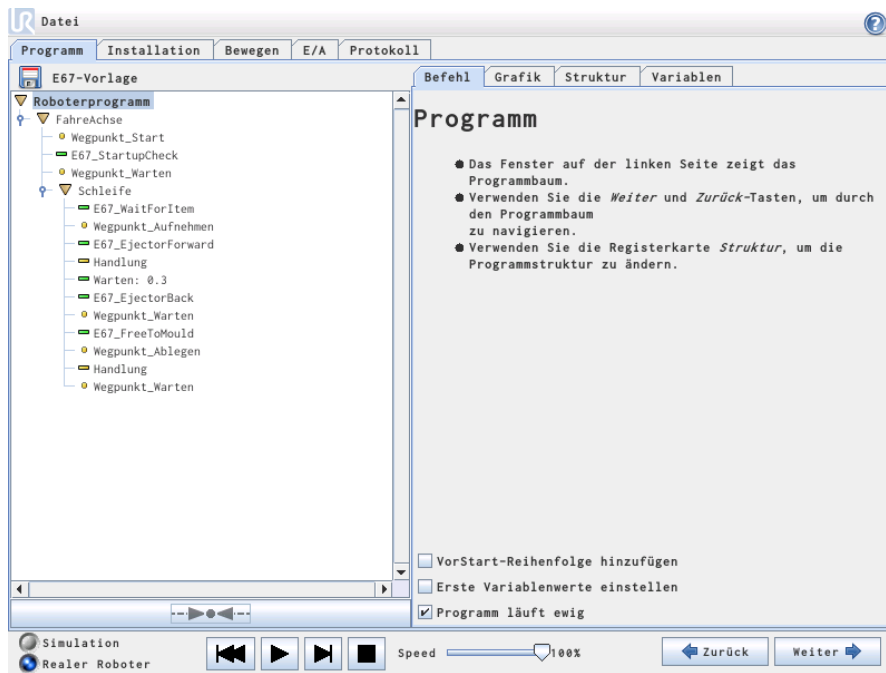 UR Datei
?
Programm Installation Bewegen E/A Protokoll
E67-Vorlage
Befehl Grafik Struktur Variablen
Roboterprogramm
FahreAchse
Wegpunkt_Start
E67_StartupCheck
Wegpunkt_Warten
Schleife
E67_WaitForItem
Wegpunkt_Aufnehmen
E67_EjectorForward
Handlung
Warten: 0.3
E67_EjectorBack
Wegpunkt_Warten
E67_FreeToMould
Wegpunkt_Ablegen
Handlung
Wegpunkt_Warten
Programm
Das Fenster auf der linken Seite zeigt das
Programmbaum.
Verwenden Sie die Weiter und Zurück-Tasten, um durch
den Programmbaum
zu navigieren.
Verwenden Sie die Registerkarte Struktur, um die
Programmstruktur zu ändern.
VorStart-Reihenfolge hinzufügen
Erste Variablenwerte einstellen
Programm läuft ewig
Simulation
Realer Roboter
Speed 100%
Zurück Weiter